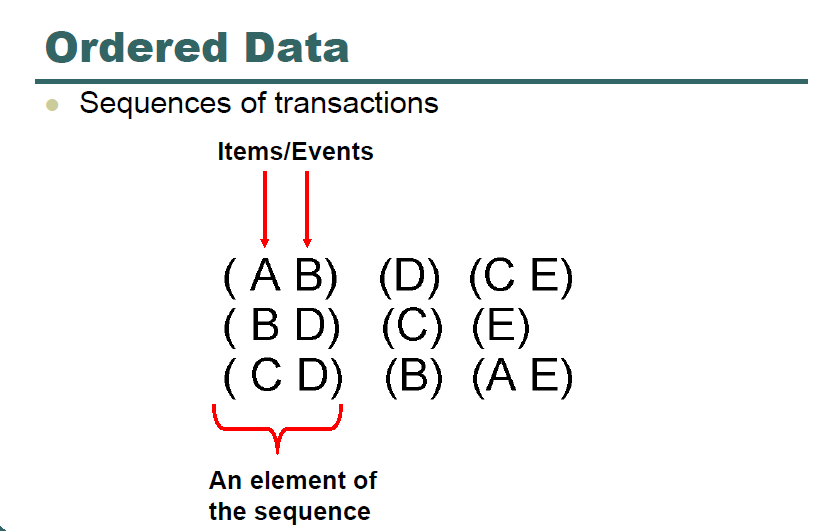 Ordered Data
Sequences of transactions
Items/Events
( A B) (D) (C E)
( B D) (C) (E)
( C D) (B) (A E)
An element of
the sequence